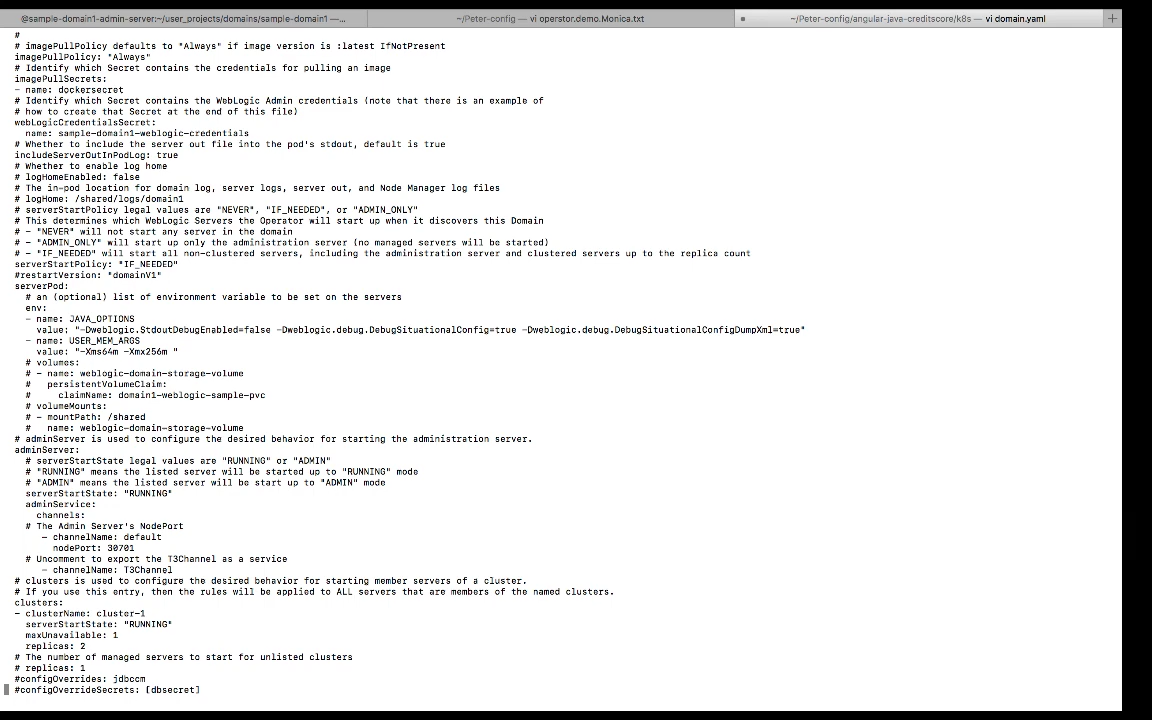 @sample-domain1-admin-server:~/user_projects/domains/sample-domain1 —...
~/Peter-config — vi operstor.demo.Monica.txt
~/Peter-config/angular-java-creditscore/k8s — vi domain.yaml
+
#
# imagePullPolicy defaults to "Always" if image version is :latest IfNotPresent
imagePullPolicy: "Always"
# Identify which Secret contains the credentials for pulling an image
imagePullSecrets:
- name: dockersecret
# Identify which Secret contains the WebLogic Admin credentials (note that there is an example of
# how to create that Secret at the end of this file)
webLogicCredentialsSecret:
  name: sample-domain1-weblogic-credentials
# Whether to include the server out file into the pod's stdout, default is true
includeServerOutInPodLog: true
# Whether to enable log home
# logHomeEnabled: false
# The in-pod location for domain log, server logs, server out, and Node Manager log files
# logHome: /shared/logs/domain1
# serverStartPolicy legal values are "NEVER", "IF_NEEDED", or "ADMIN_ONLY"
# This determines which WebLogic Servers the Operator will start up when it discovers this Domain
# - "NEVER" will not start any server in the domain
# - "ADMIN_ONLY" will start up only the administration server (no managed servers will be started)
# - "IF_NEEDED" will start all non-clustered servers, including the administration server and clustered servers up to the replica count
serverStartPolicy: "IF_NEEDED"
#restartVersion: "domainV1"
serverPod:
  # an (optional) list of environment variable to be set on the servers
  env:
  - name: JAVA_OPTIONS
    value: "-Dweblogic.StdoutDebugEnabled=false -Dweblogic.debug.DebugSituationalConfig=true -Dweblogic.debug.DebugSituationalConfigDumpXml=true"
  - name: USER_MEM_ARGS
    value: "-Xms64m -Xmx256m "
  # volumes:
  # - name: weblogic-domain-storage-volume
  #   persistentVolumeClaim:
  #     claimName: domain1-weblogic-sample-pvc
  # volumeMounts:
  # - mountPath: /shared
  #   name: weblogic-domain-storage-volume
# adminServer is used to configure the desired behavior for starting the administration server.
adminServer:
  # serverStartState legal values are "RUNNING" or "ADMIN"
  # "RUNNING" means the listed server will be started up to "RUNNING" mode
  # "ADMIN" means the listed server will be start up to "ADMIN" mode
  serverStartState: "RUNNING"
  adminService:
    channels:
  # The Admin Server's NodePort
     - channelName: default
       nodePort: 30701
  # Uncomment to export the T3Channel as a service
     - channelName: T3Channel
# clusters is used to configure the desired behavior for starting member servers of a cluster.
# If you use this entry, then the rules will be applied to ALL servers that are members of the named clusters.
clusters:
- clusterName: cluster-1
  serverStartState: "RUNNING"
  maxUnavailable: 1
  replicas: 2
# The number of managed servers to start for unlisted clusters
# replicas: 1
#configOverrides: jdbccm
#configOverrideSecrets: [dbsecret]